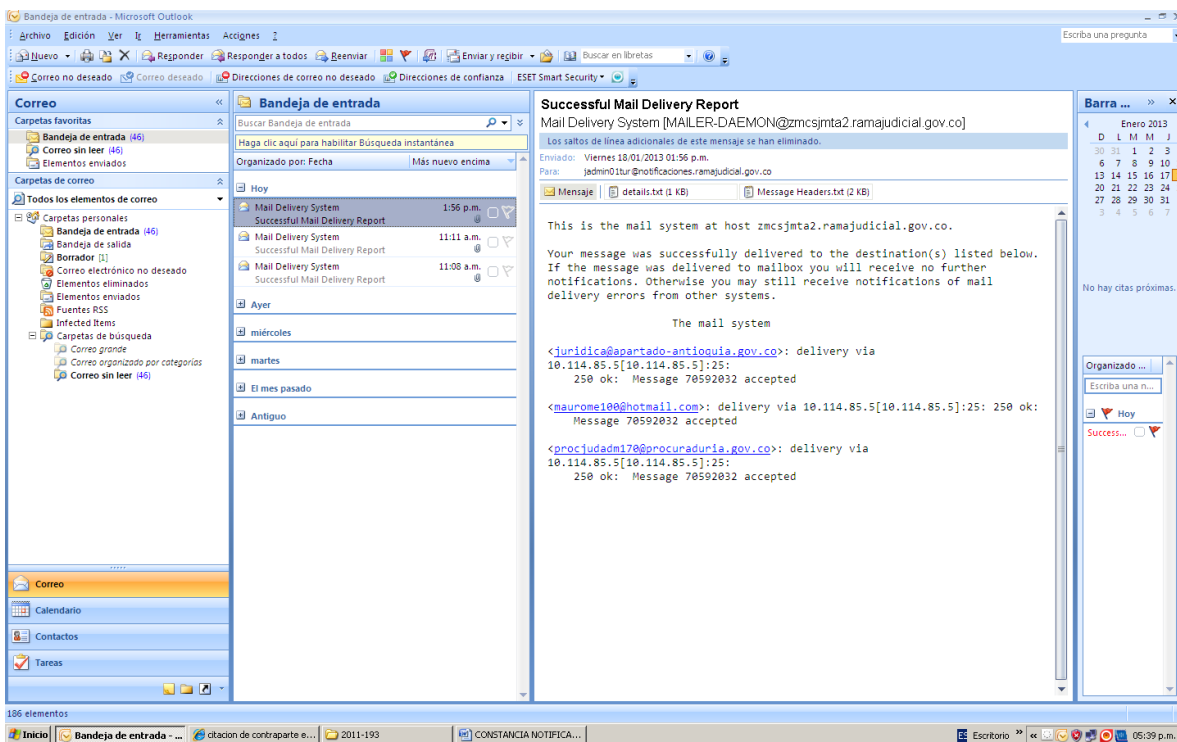 Bandeja de entrada - Microsoft Outlook
Archivo Edición Ver Ir Herramientas Acciones ?
Escriba una pregunta
Nuevo Responder Responder a todos Reenviar Enviar y recibir Buscar en libretas
Correo no deseado Correo deseado Direcciones de correo no deseado Direcciones de confianza ESET Smart Security
Correo
Carpetas favoritas
Bandeja de entrada (46)
Correo sin leer (46)
Elementos enviados
Carpetas de correo
Todos los elementos de correo
Carpetas personales
Bandeja de entrada (46)
Bandeja de salida
Borrador [1]
Correo electrónico no deseado
Elementos eliminados
Elementos enviados
Fuentes RSS
Infected Items
Carpetas de búsqueda
Correo grande
Correo organizado por categorías
Correo sin leer (46)
Correo
Calendario
Contactos
Tareas
Bandeja de entrada
Buscar Bandeja de entrada
Haga clic aquí para habilitar Búsqueda instantánea
Organizado por: Fecha Más nuevo encima
Hoy
Mail Delivery System 1:56 p.m.
Successful Mail Delivery Report
Mail Delivery System 11:11 a.m.
Successful Mail Delivery Report
Mail Delivery System 11:08 a.m.
Successful Mail Delivery Report
Ayer
miércoles
martes
El mes pasado
Antiguo
Successful Mail Delivery Report
Mail Delivery System [MAILER-DAEMON@zmcsjmta2.ramajudicial.gov.co]
Los saltos de línea adicionales de este mensaje se han eliminado.
Enviado: Viernes 18/01/2013 01:56 p.m.
Para: jadmin01tur@notificaciones.ramajudicial.gov.co
Mensaje details.txt (1 KB) Message Headers.txt (2 KB)
This is the mail system at host zmcsjmta2.ramajudicial.gov.co.
Your message was successfully delivered to the destination(s) listed below.
If the message was delivered to mailbox you will receive no further
notifications. Otherwise you may still receive notifications of mail
delivery errors from other systems.
The mail system
<juridica@apartado-antioquia.gov.co>: delivery via
10.114.85.5[10.114.85.5]:25:
250 ok: Message 70592032 accepted
<maurome100@hotmail.com>: delivery via 10.114.85.5[10.114.85.5]:25: 250 ok:
Message 70592032 accepted
<procjudadm170@procuraduria.gov.co>: delivery via
10.114.85.5[10.114.85.5]:25:
250 ok: Message 70592032 accepted
Barra ... » ×
Enero 2013
D L M M J
30 31 1 2 3
6 7 8 9 10
13 14 15 16 17
20 21 22 23 24
27 28 29 30 31
3 4 5 6 7
No hay citas próximas.
Organizado ...
Escriba una n...
Hoy
Success...
186 elementos
Inicio Bandeja de entrada - ... citacion de contraparte e... 2011-193 CONSTANCIA NOTIFICA... ES Escritorio » « 05:39 p.m.